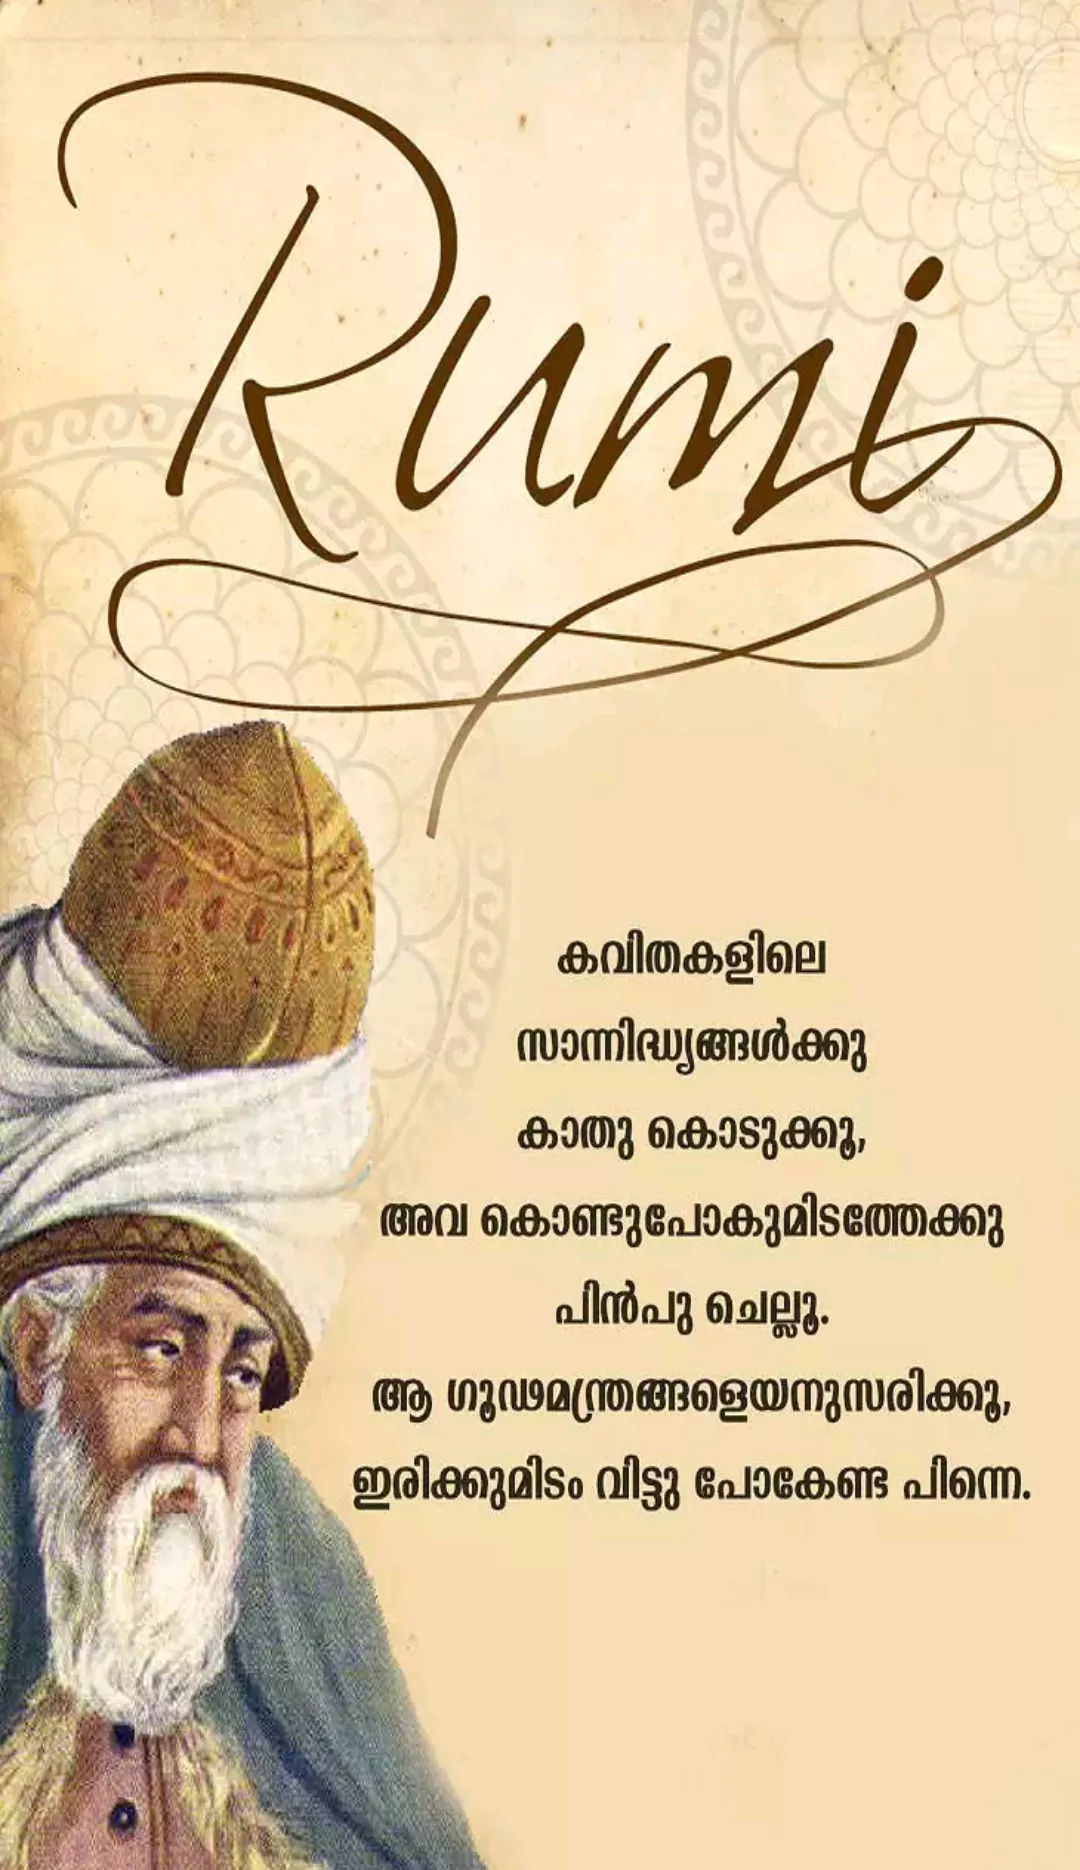 Rumi
കവിതകളിലെ
സാന്നിദ്ധ്യങ്ങൾക്കു
കാതു കൊടുക്കൂ,
അവ കൊണ്ടുപോകുമിടത്തേക്കു
പിൻപു ചെല്ലൂ.
ആ ഗൂഢമന്ത്രങ്ങളെയനുസരിക്കൂ,
ഇരിക്കുമിടം വിട്ടു പോകേണ്ട പിന്നെ.